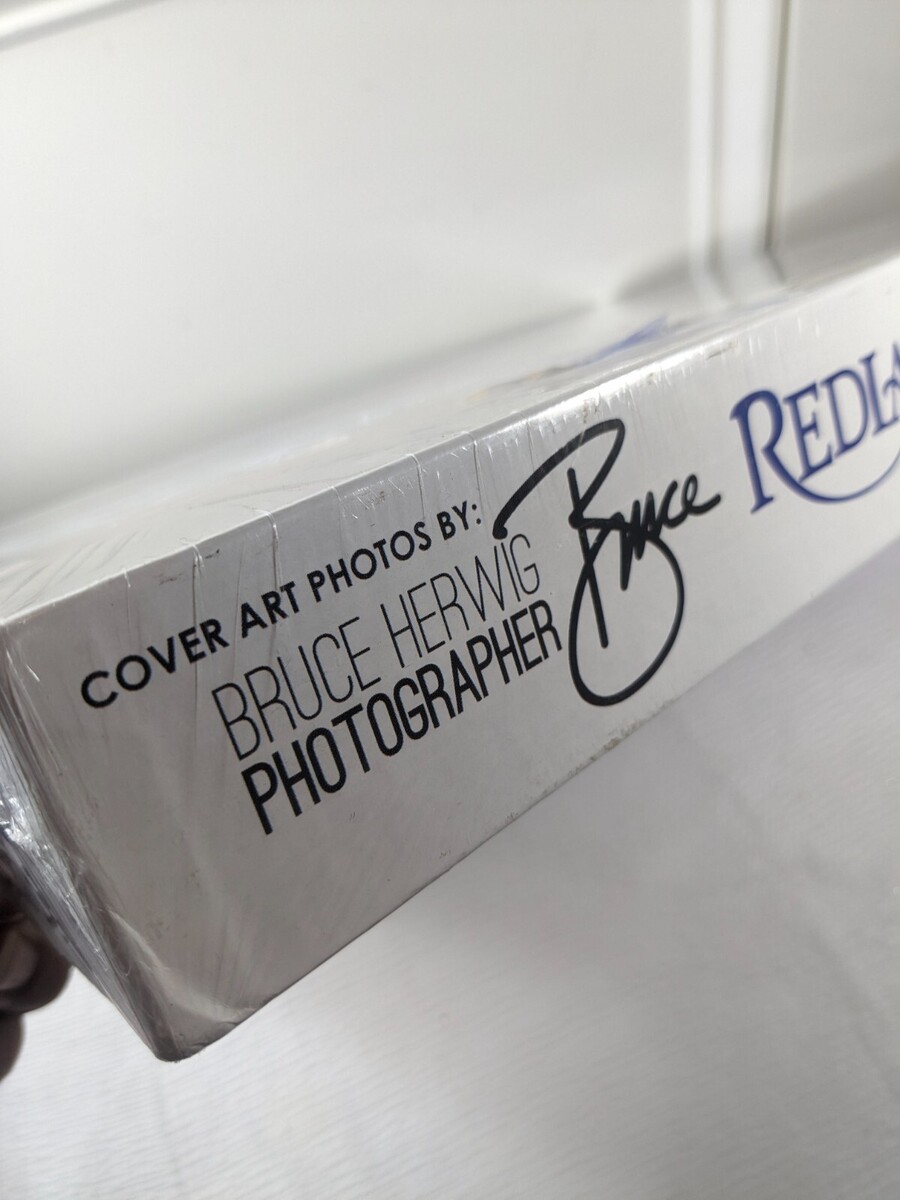 COVER ART PHOTOS BY:
BRUCE HERWIG
PHOTOGRAPHER
Bruce
REDLA